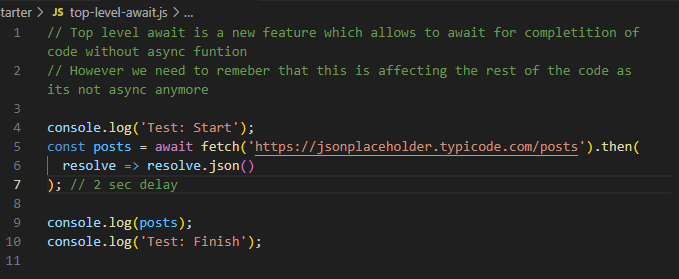 starter > JS top-level-await.js > ...
1 // Top level await is a new feature which allows to await for completition of
code without async funtion
2 // However we need to remeber that this is affecting the rest of the code as
its not async anymore
3
4 console.log('Test: Start');
5 const posts = await fetch('https://jsonplaceholder.typicode.com/posts').then(
6 resolve => resolve.json()
7 ); // 2 sec delay
8
9 console.log(posts);
10 console.log('Test: Finish');
11